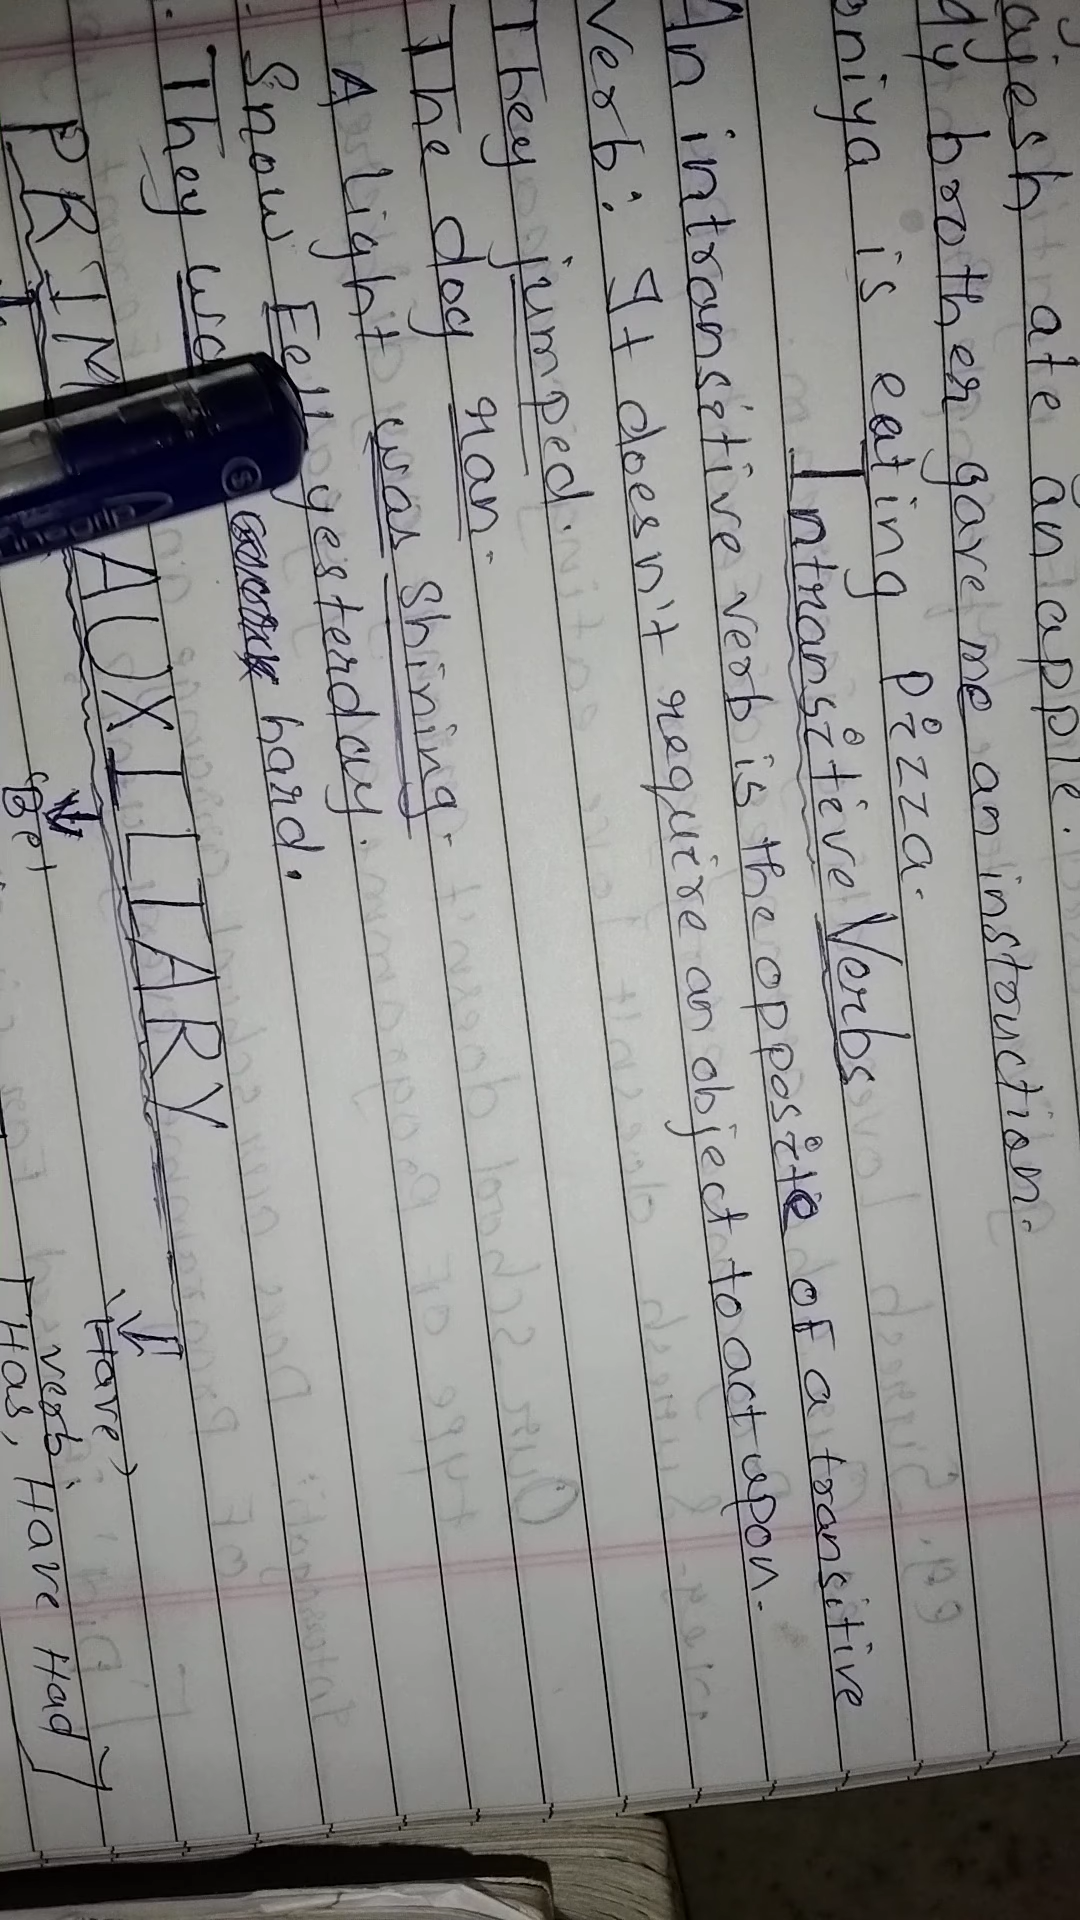 ate an apple.
brother gave me an instouction.
is eating pizza.
Intransitive Verbs
An intransitive verb is the opposite of a transitive
Verb: It doesn't require an object to act upon.
They jumped.
The dog ran.
A light was shining.
Snow Fell yesterday.
They hard.
AUXILIARY
"Be" "Have"
verb:
[Has, Have Had]